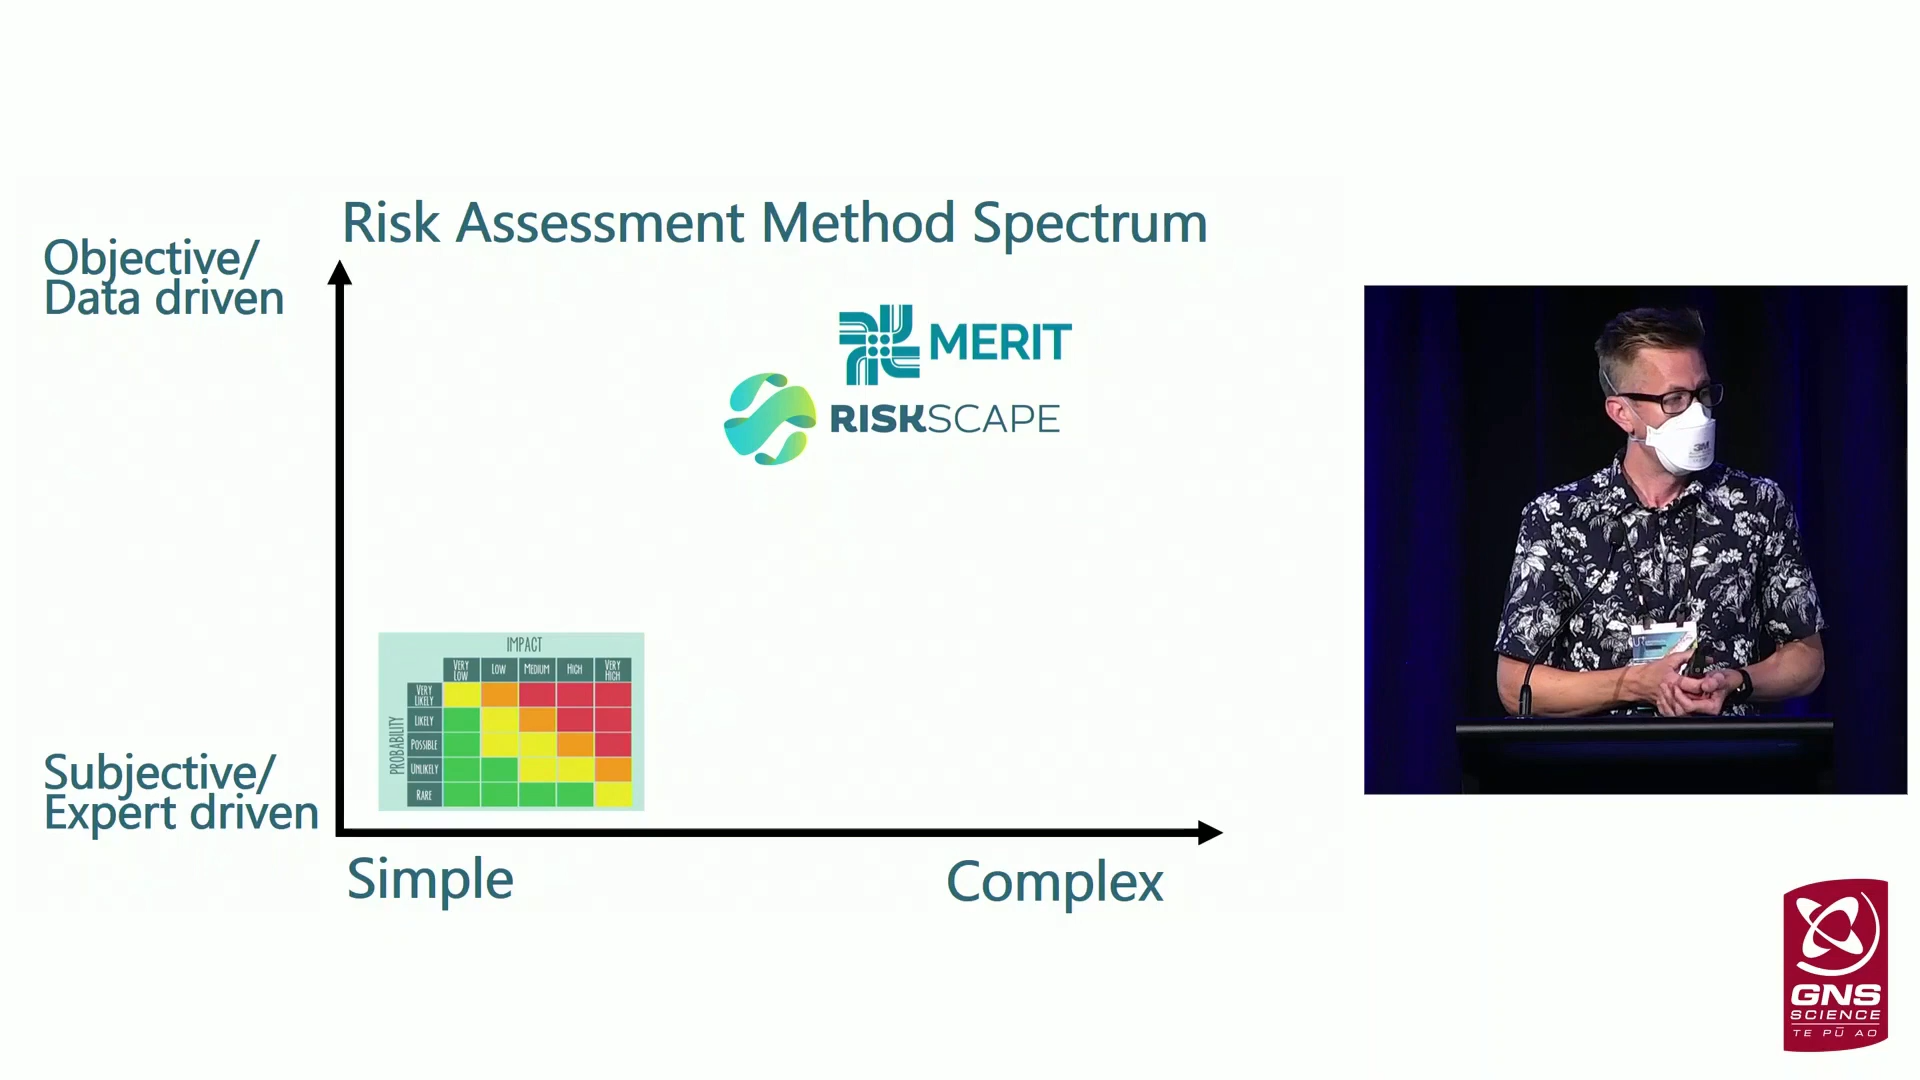 Risk Assessment Method Spectrum
Objective/
Data driven
MERIT
RISKSCAPE
IMPACT
VERY LOW
LOW
MEDIUM
HIGH
VERY HIGH
PROBABILITY
VERY LIKELY
LIKELY
POSSIBLE
UNLIKELY
RARE
Subjective/
Expert driven
Simple
Complex
3M
GNS
SCIENCE
TE PŪ AO